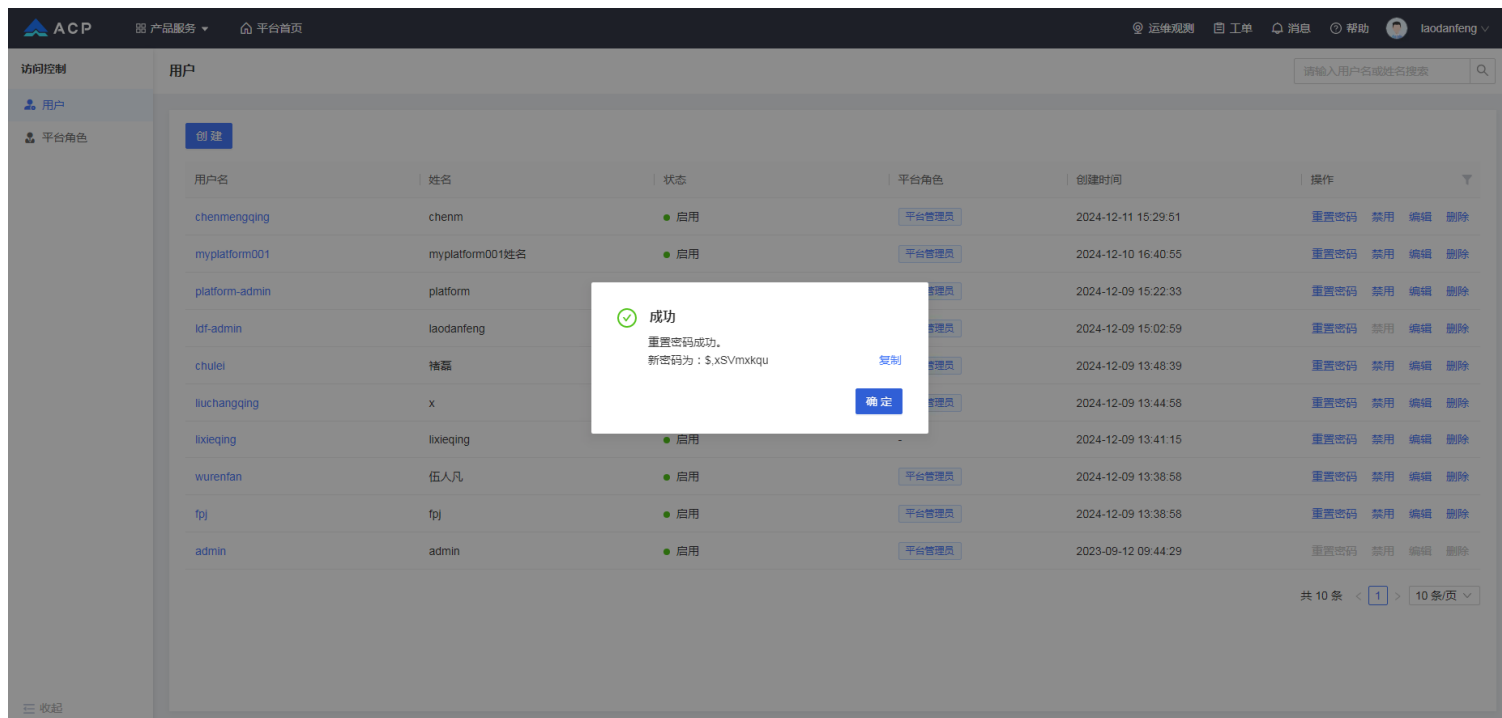 ACP 产品服务 平台首页 运维观测 工单 消息 帮助 laodanfeng
访问控制
用户
请输入用户名或姓名搜索
用户
平台角色
创建
用户名 姓名 状态 平台角色 创建时间 操作
chenmengqing chenm 启用 平台管理员 2024-12-11 15:29:51 重置密码 禁用 编辑 删除
myplatform001 myplatform001姓名 启用 平台管理员 2024-12-10 16:40:55 重置密码 禁用 编辑 删除
platform-admin platform 管理员 2024-12-09 15:22:33 重置密码 禁用 编辑 删除
ldf-admin laodanfeng 管理员 2024-12-09 15:02:59 重置密码 禁用 编辑 删除
chulei 褚磊 管理员 2024-12-09 13:48:39 重置密码 禁用 编辑 删除
liuchangqing x 管理员 2024-12-09 13:44:58 重置密码 禁用 编辑 删除
lixieqing lixieqing 启用 - 2024-12-09 13:41:15 重置密码 禁用 编辑 删除
wurenfan 伍人凡 启用 平台管理员 2024-12-09 13:38:58 重置密码 禁用 编辑 删除
fpj fpj 启用 平台管理员 2024-12-09 13:38:58 重置密码 禁用 编辑 删除
admin admin 启用 平台管理员 2023-09-12 09:44:29 重置密码 禁用 编辑 删除
成功
重置密码成功。
新密码为：$,xSVmxkqu 复制
确定
共 10 条 < 1 > 10 条/页
收起